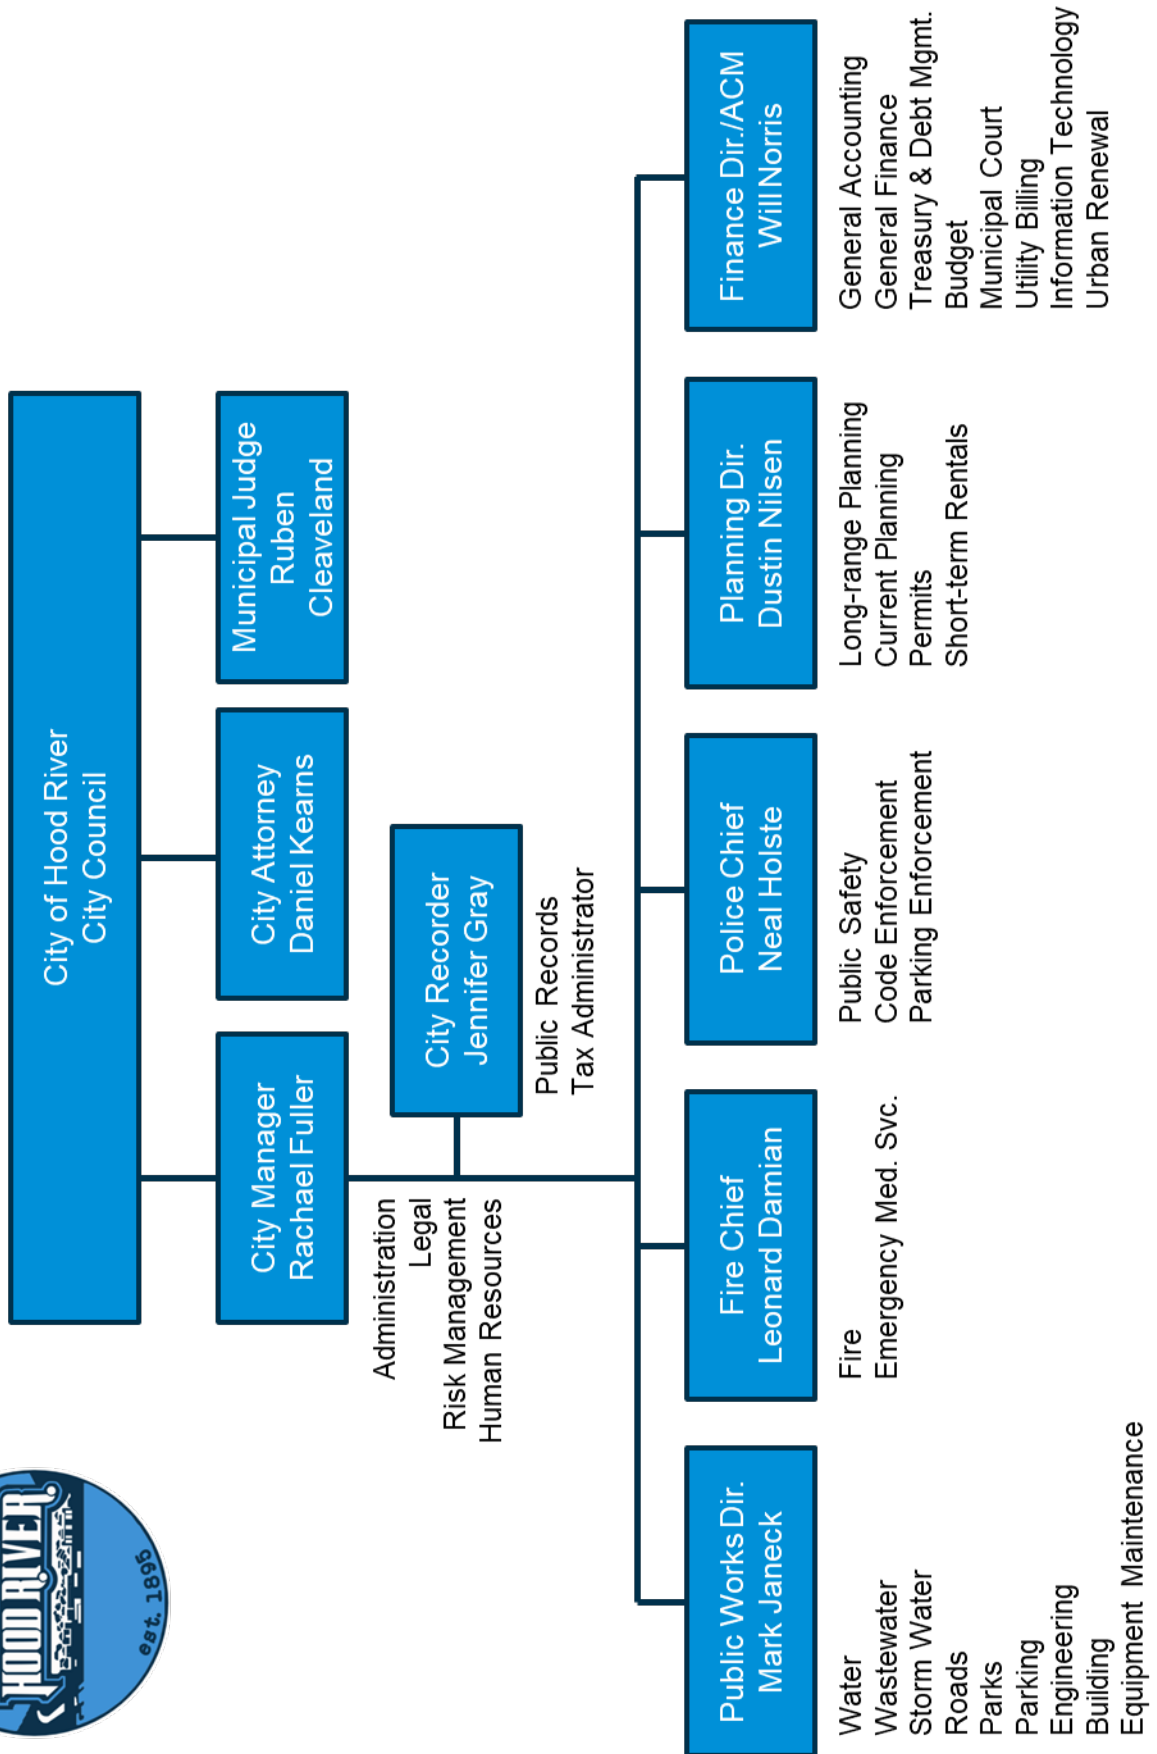 HOOD RIVER
est. 1895
City of Hood River
City Council
City Manager
Rachael Fuller
City Attorney
Daniel Kearns
Municipal Judge
Ruben
Cleaveland
Administration
Legal
Risk Management
Human Resources
City Recorder
Jennifer Gray
Public Records
Tax Administrator
Public Works Dir.
Mark Janeck
Water
Wastewater
Storm Water
Roads
Parks
Parking
Engineering
Building
Equipment Maintenance
Fire Chief
Leonard Damian
Fire
Emergency Med. Svc.
Police Chief
Neal Holste
Public Safety
Code Enforcement
Parking Enforcement
Planning Dir.
Dustin Nilsen
Long-range Planning
Current Planning
Permits
Short-term Rentals
Finance Dir./ACM
Will Norris
General Accounting
General Finance
Treasury & Debt Mgmt.
Budget
Municipal Court
Utility Billing
Information Technology
Urban Renewal